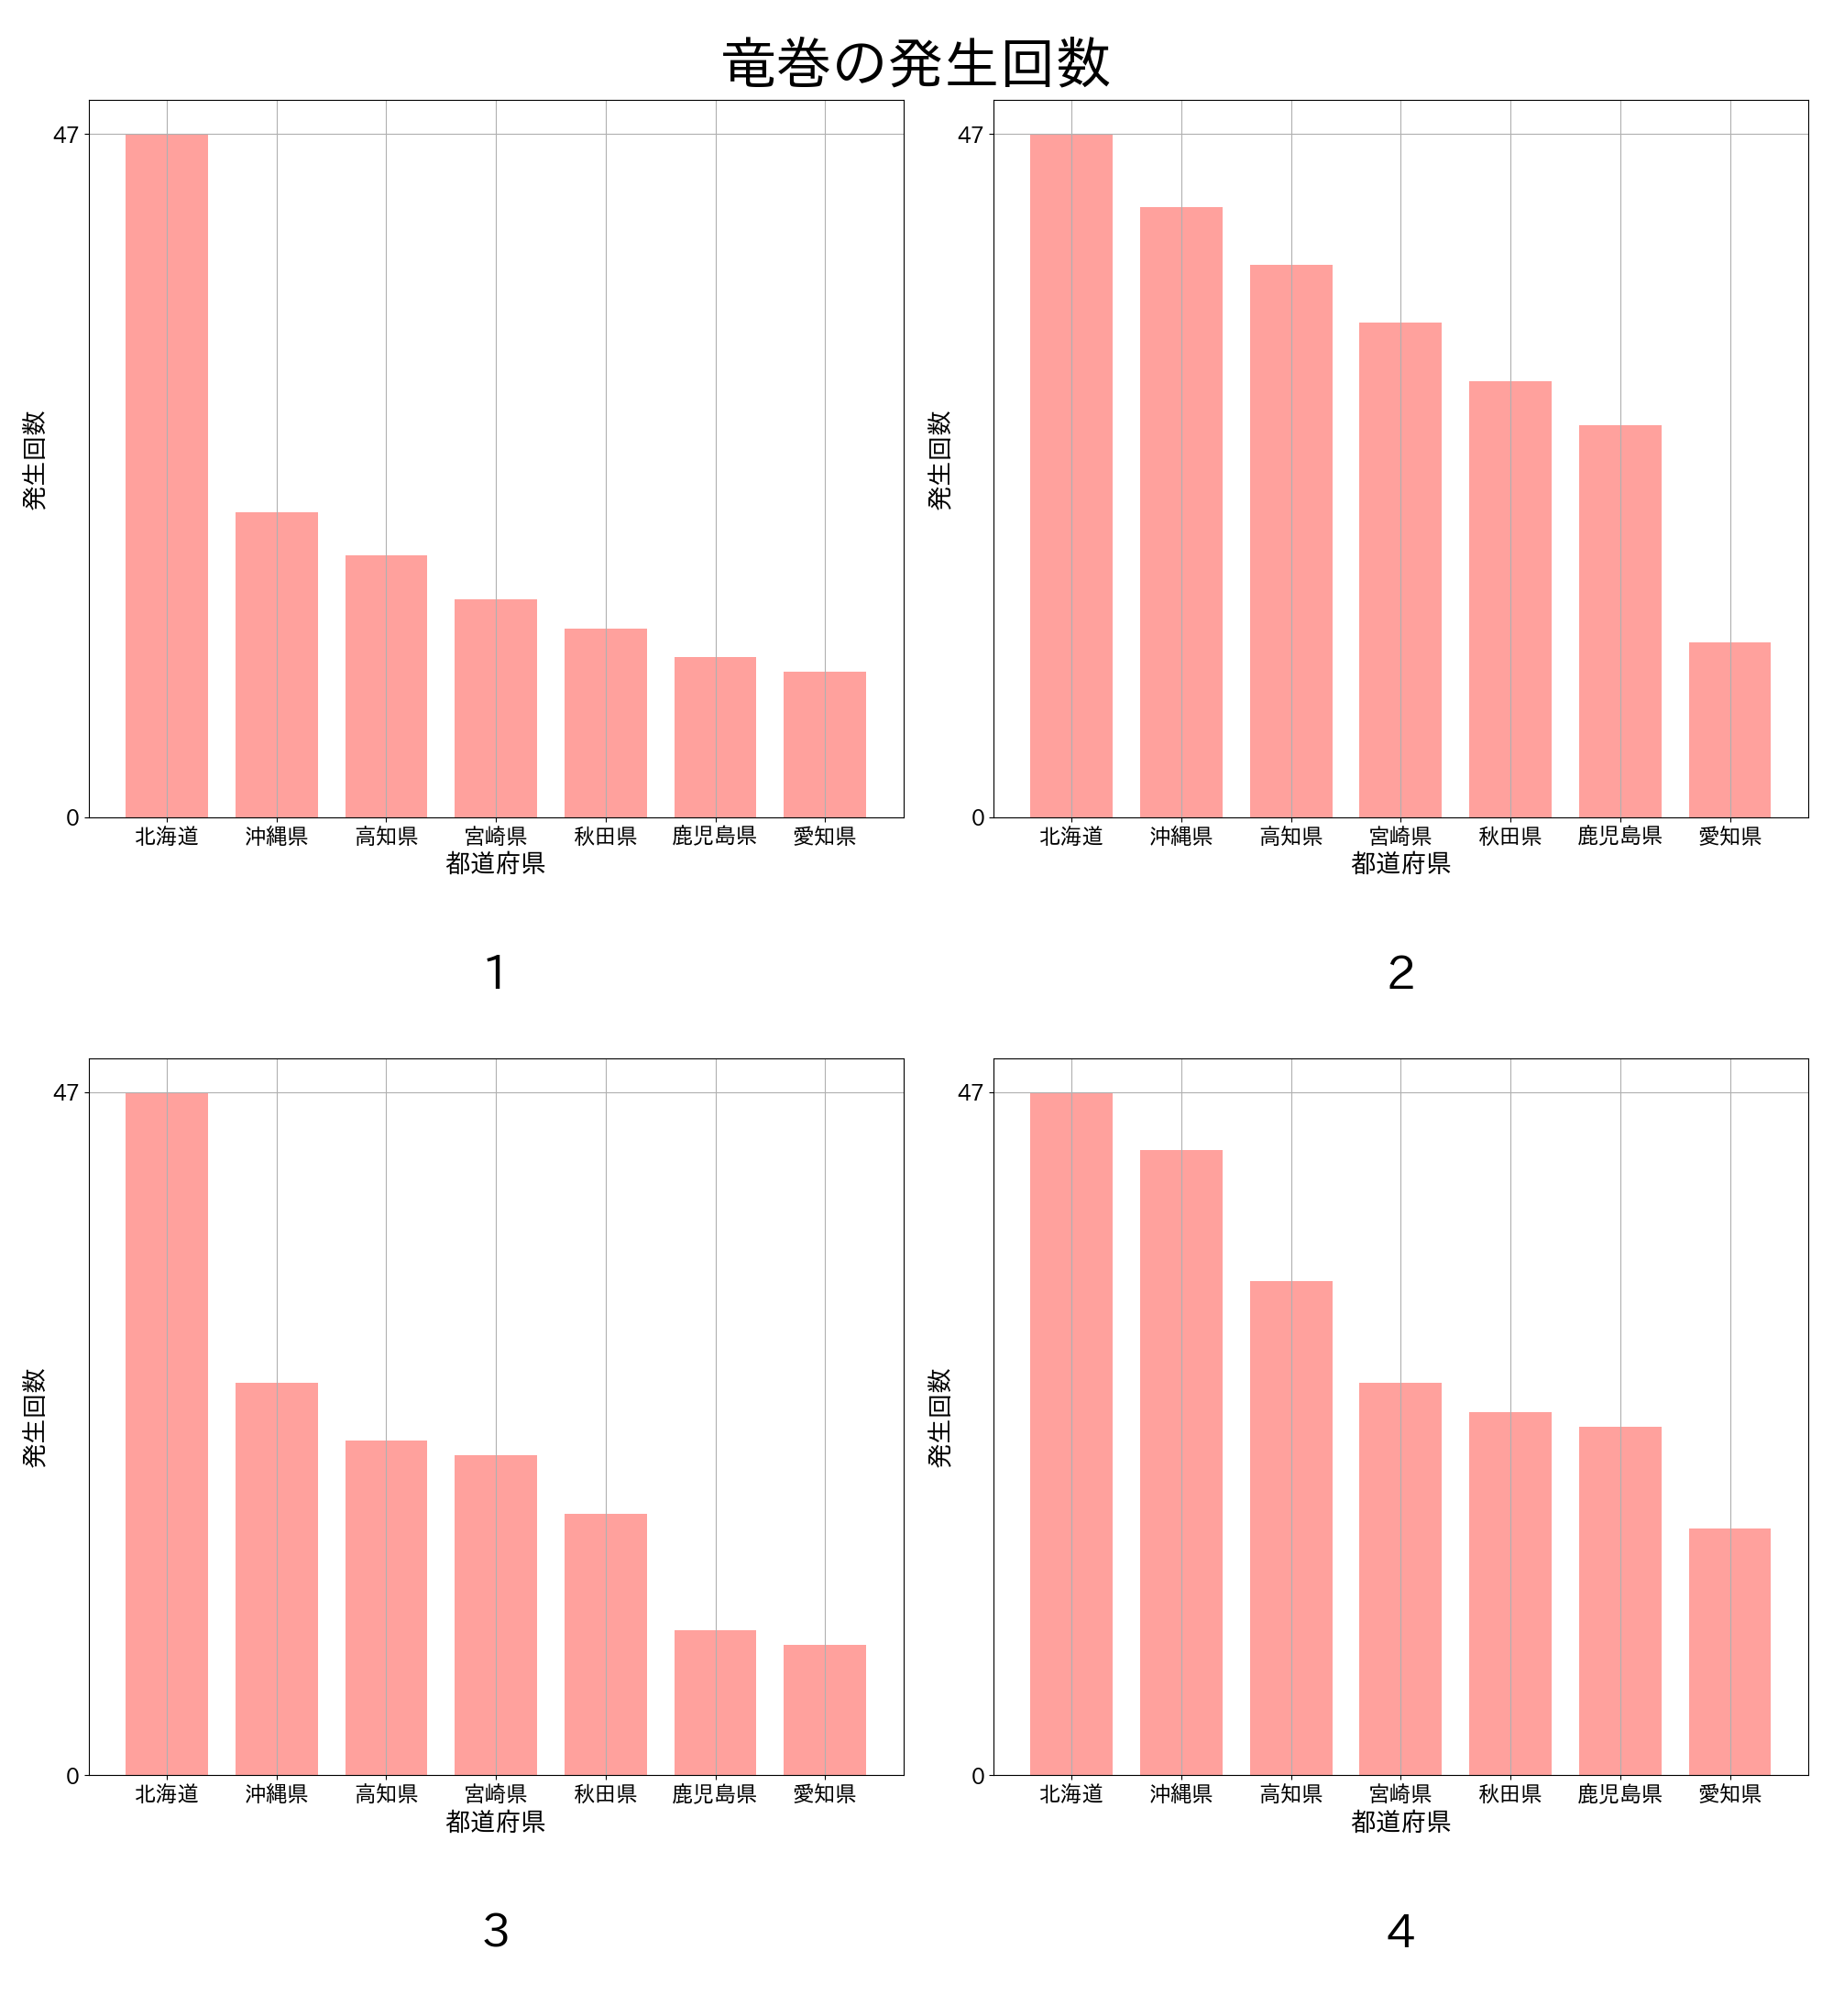 竜巻の発生回数
47
発生回数
0
北海道 沖縄県 高知県 宮崎県 秋田県 鹿児島県 愛知県
都道府県
1
47
発生回数
0
北海道 沖縄県 高知県 宮崎県 秋田県 鹿児島県 愛知県
都道府県
2
47
発生回数
0
北海道 沖縄県 高知県 宮崎県 秋田県 鹿児島県 愛知県
都道府県
3
47
発生回数
0
北海道 沖縄県 高知県 宮崎県 秋田県 鹿児島県 愛知県
都道府県
4